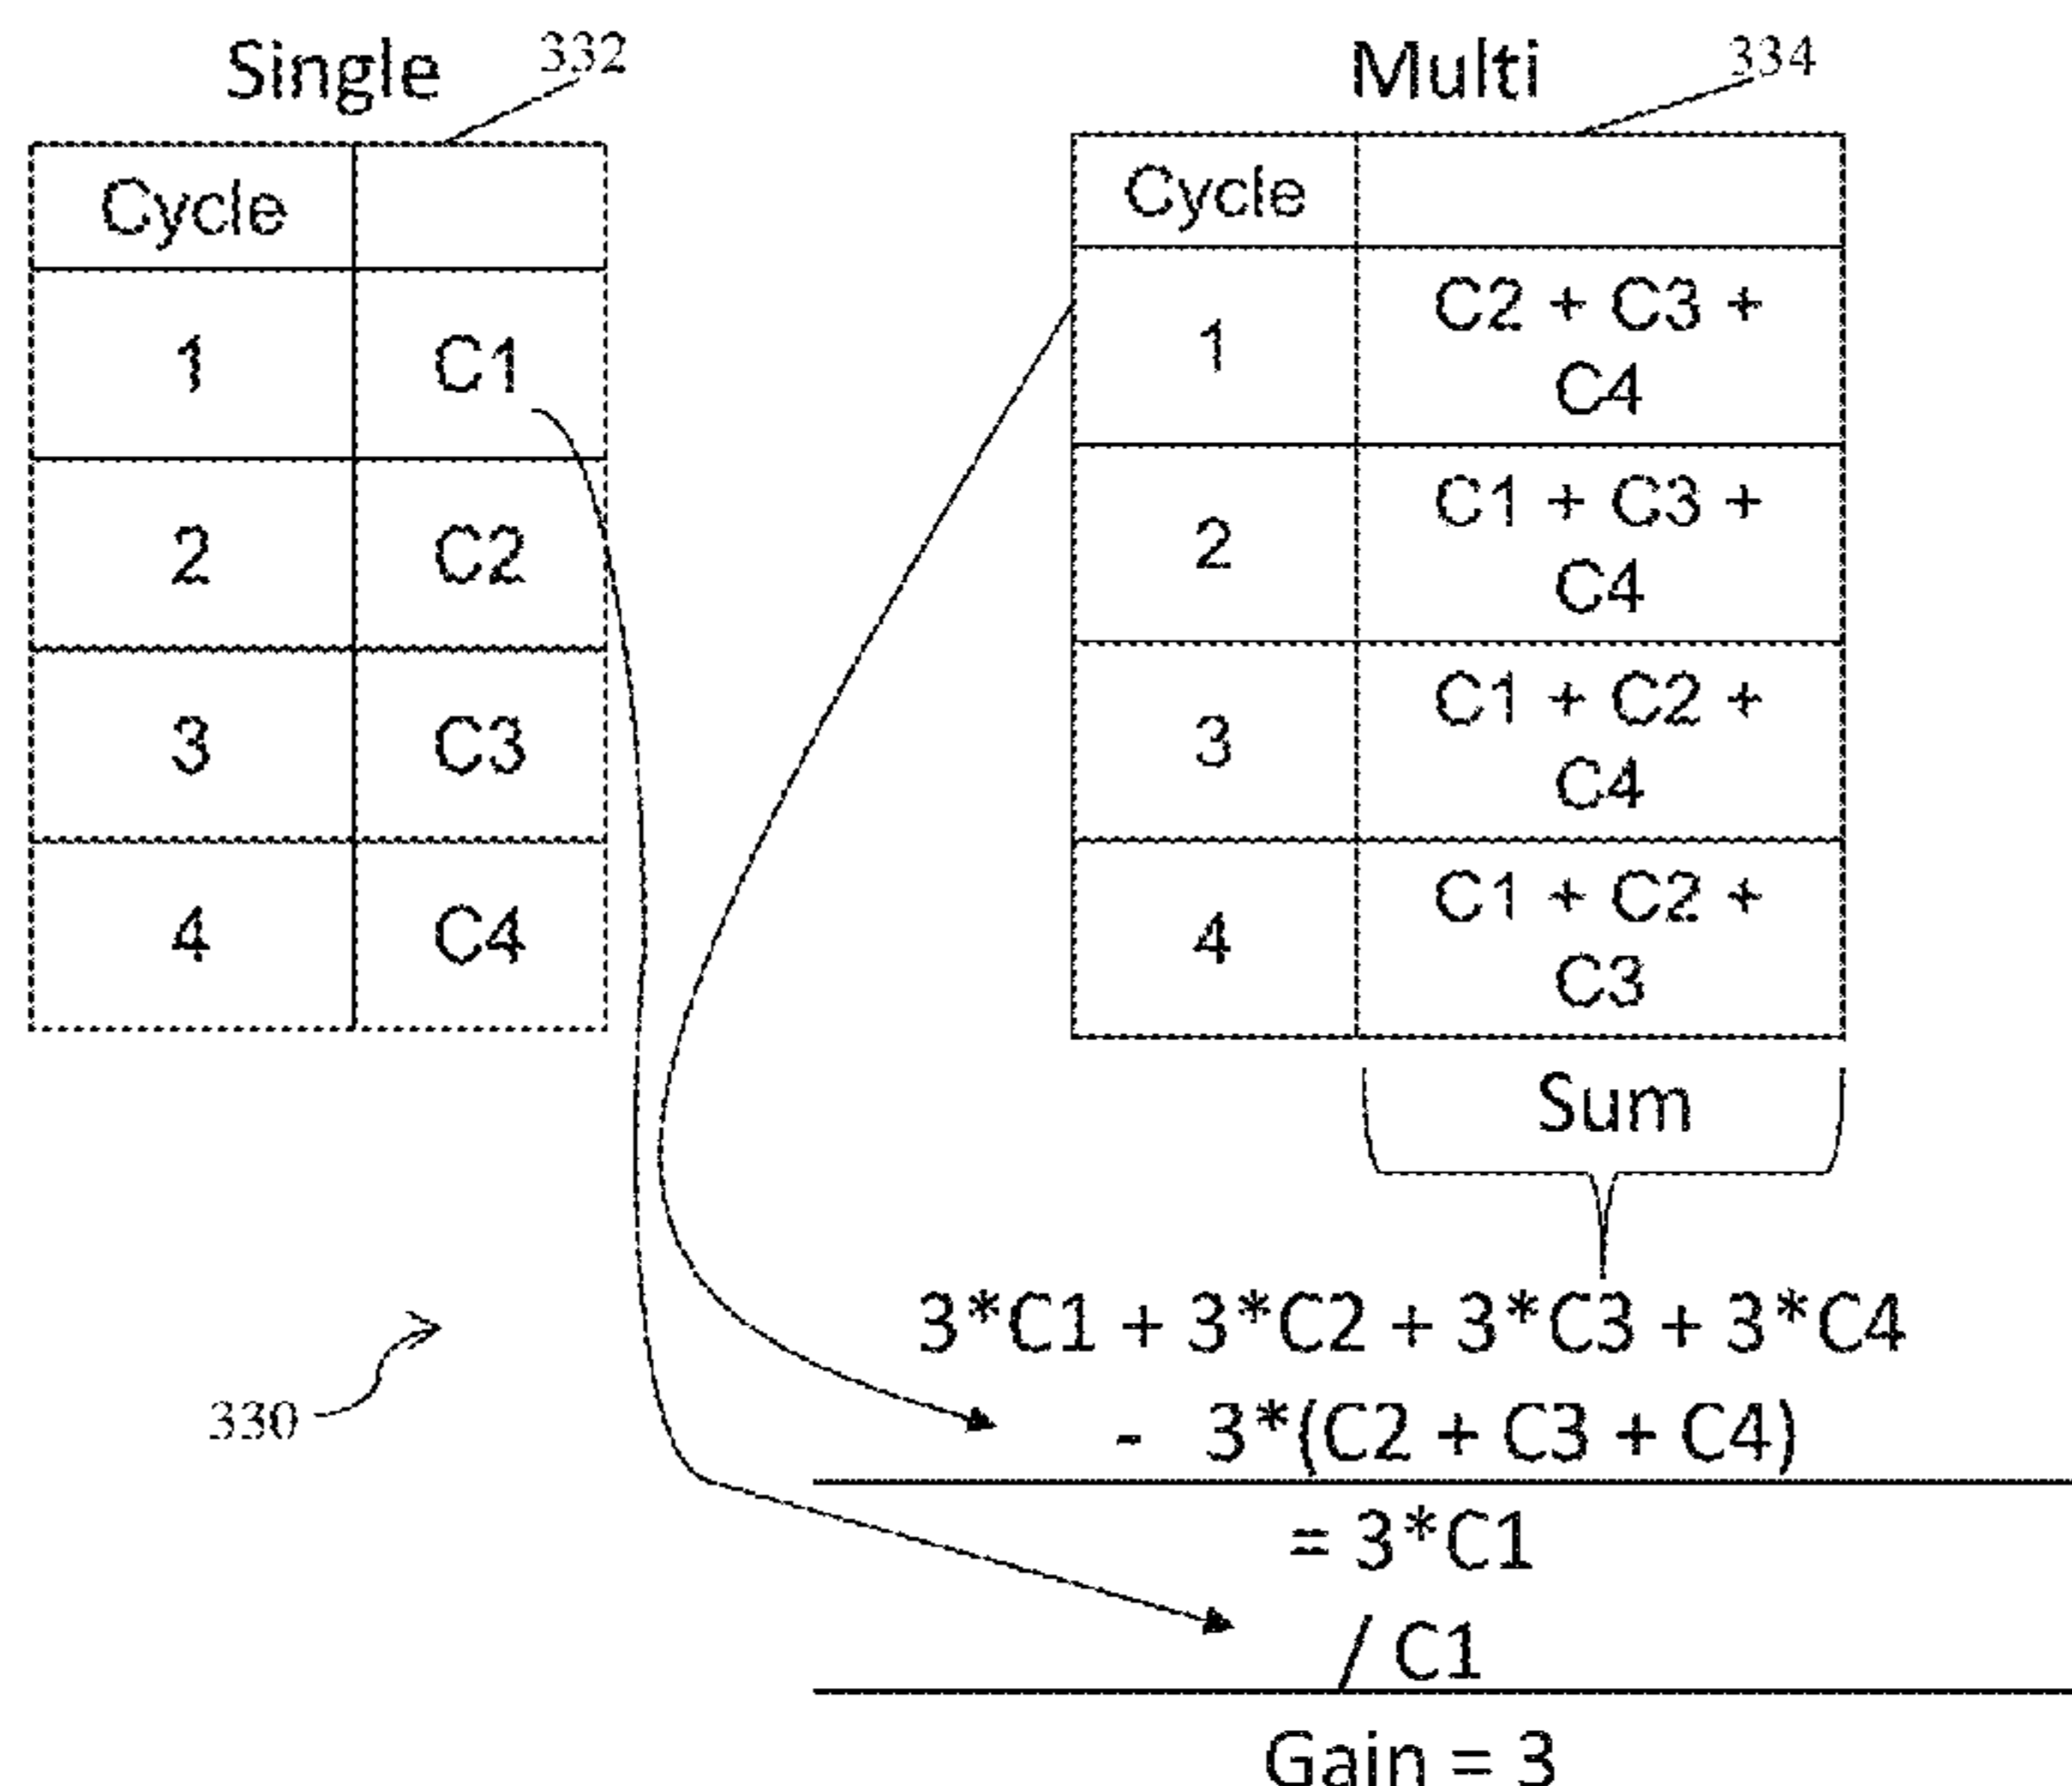 Single 332
Cycle
1 C1
2 C2
3 C3
4 C4
Multi 334
Cycle
1 C2 + C3 +
C4
2 C1 + C3 +
C4
3 C1 + C2 +
C4
4 C1 + C2 +
C3
Sum
3*C1 + 3*C2 + 3*C3 + 3*C4
- 3*(C2 + C3 + C4)
= 3*C1
/ C1
Gain = 3
330